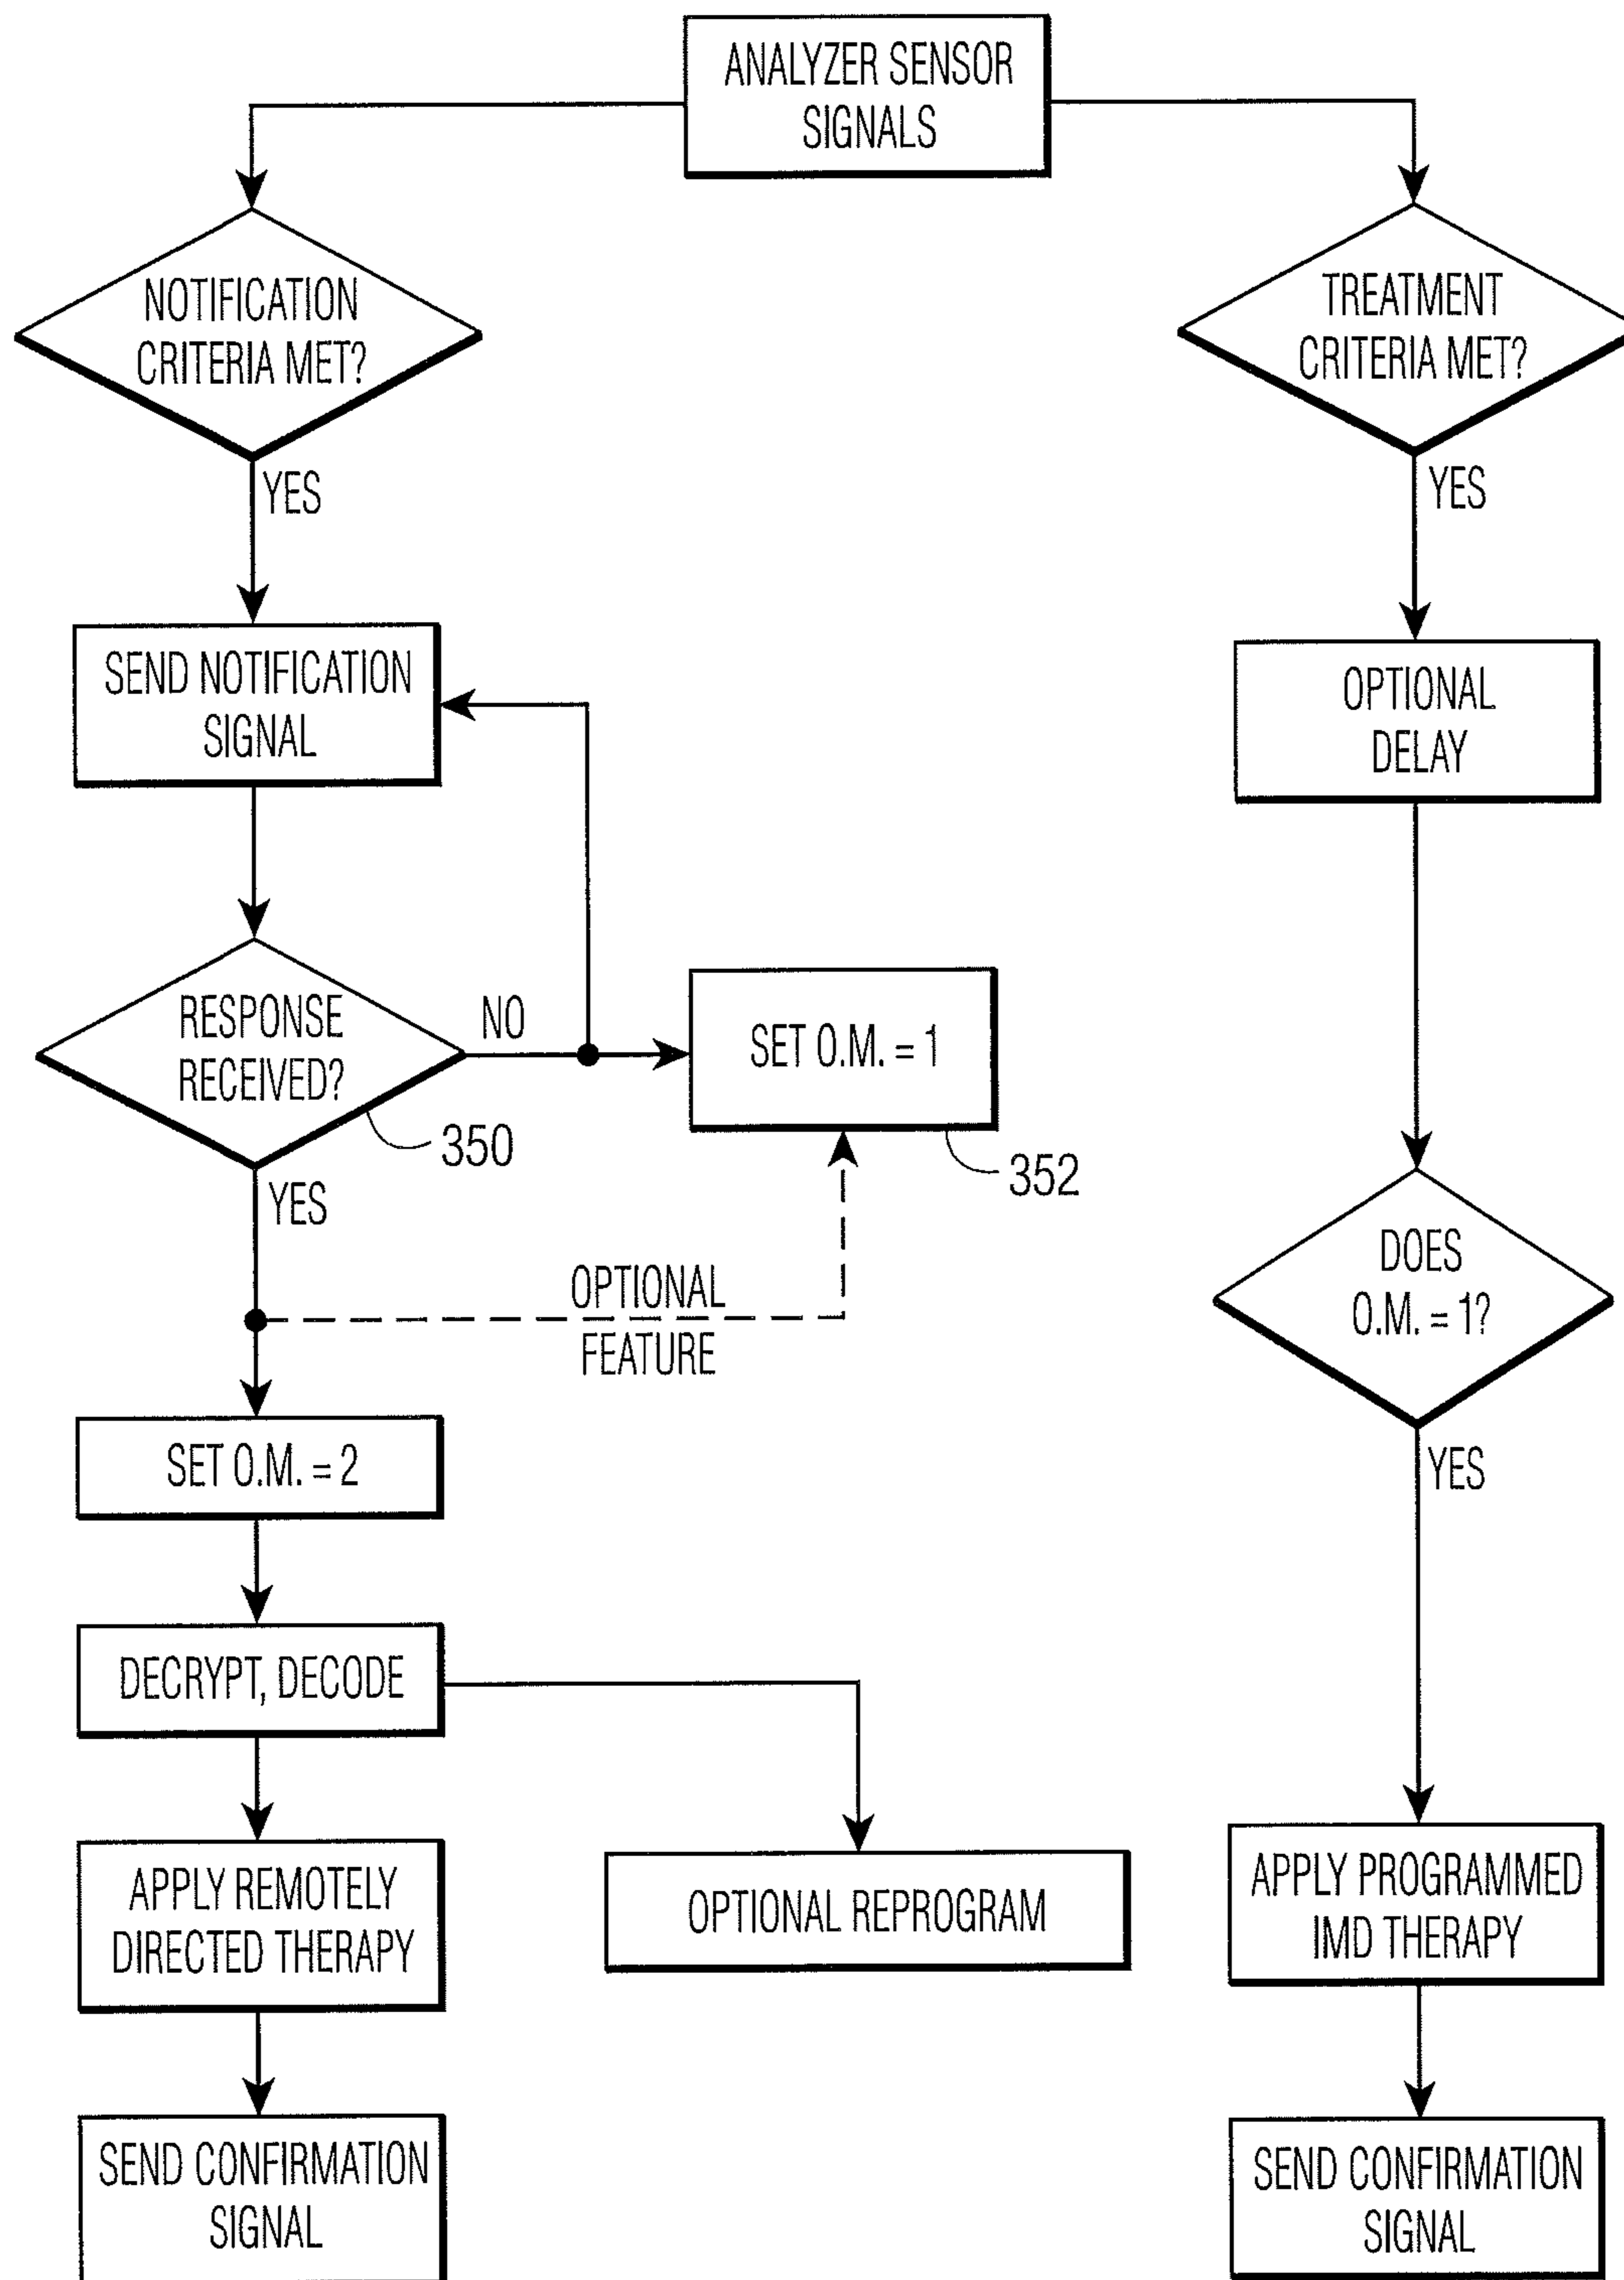 ANALYZER SENSOR
SIGNALS
NOTIFICATION
CRITERIA MET?
YES
TREATMENT
CRITERIA MET?
YES
SEND NOTIFICATION
SIGNAL
OPTIONAL
DELAY
RESPONSE
RECEIVED?
NO
350
YES
SET O.M. = 1
352
OPTIONAL
FEATURE
DOES
O.M. = 1?
YES
SET O.M. = 2
DECRYPT, DECODE
APPLY REMOTELY
DIRECTED THERAPY
OPTIONAL REPROGRAM
APPLY PROGRAMMED
IMD THERAPY
SEND CONFIRMATION
SIGNAL
SEND CONFIRMATION
SIGNAL